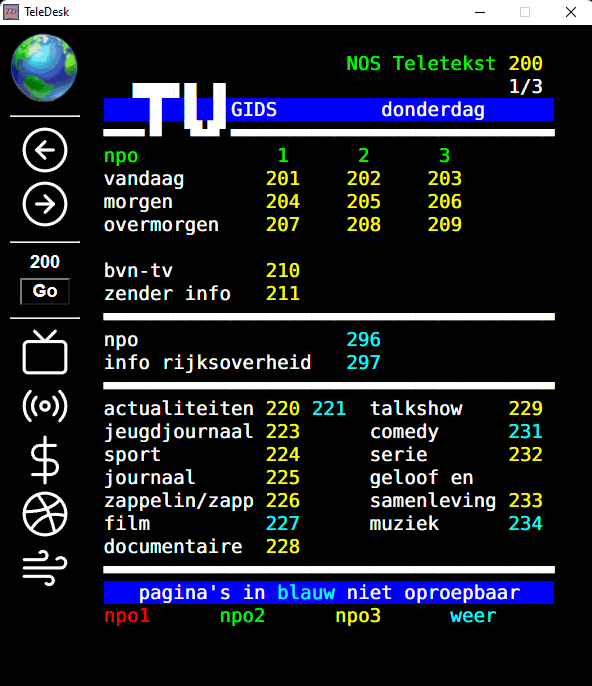 TeleDesk
NOS Teletekst 200
1/3
TV GIDS donderdag
npo 1 2 3
vandaag 201 202 203
morgen 204 205 206
overmorgen 207 208 209
bvn-tv 210
zender info 211
npo 296
info rijksoverheid 297
actualiteiten 220 221 talkshow 229
jeugdjournaal 223 comedy 231
sport 224 serie 232
journaal 225 geloof en
zappelin/zapp 226 samenleving 233
film 227 muziek 234
documentaire 228
pagina's in blauw niet oproepbaar
npo1 npo2 npo3 weer
200
Go